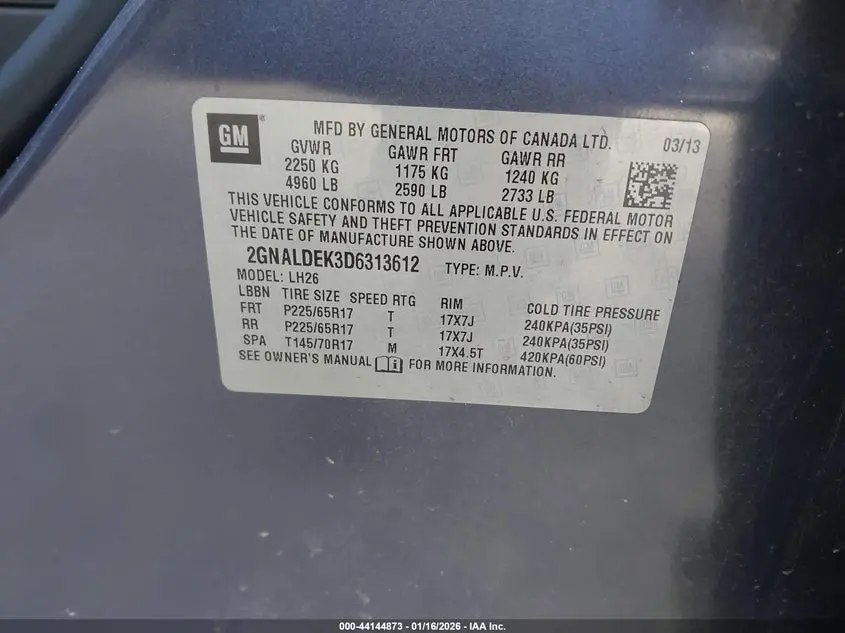 GM ® MFD BY GENERAL MOTORS OF CANADA LTD. 03/13
GVWR GAWR FRT GAWR RR
2250 KG 1175 KG 1240 KG
4960 LB 2590 LB 2733 LB
THIS VEHICLE CONFORMS TO ALL APPLICABLE U.S. FEDERAL MOTOR
VEHICLE SAFETY AND THEFT PREVENTION STANDARDS IN EFFECT ON
THE DATE OF MANUFACTURE SHOWN ABOVE.
2GNALDEK3D6313612 TYPE: M.P.V.
MODEL: LH26
LBBN TIRE SIZE SPEED RTG RIM COLD TIRE PRESSURE
FRT P225/65R17 T 17X7J 240KPA(35PSI)
RR P225/65R17 T 17X7J 240KPA(35PSI)
SPA T145/70R17 M 17X4.5T 420KPA(60PSI)
SEE OWNER'S MANUAL FOR MORE INFORMATION.
000-44144873 - 01/16/2026 - IAA Inc.